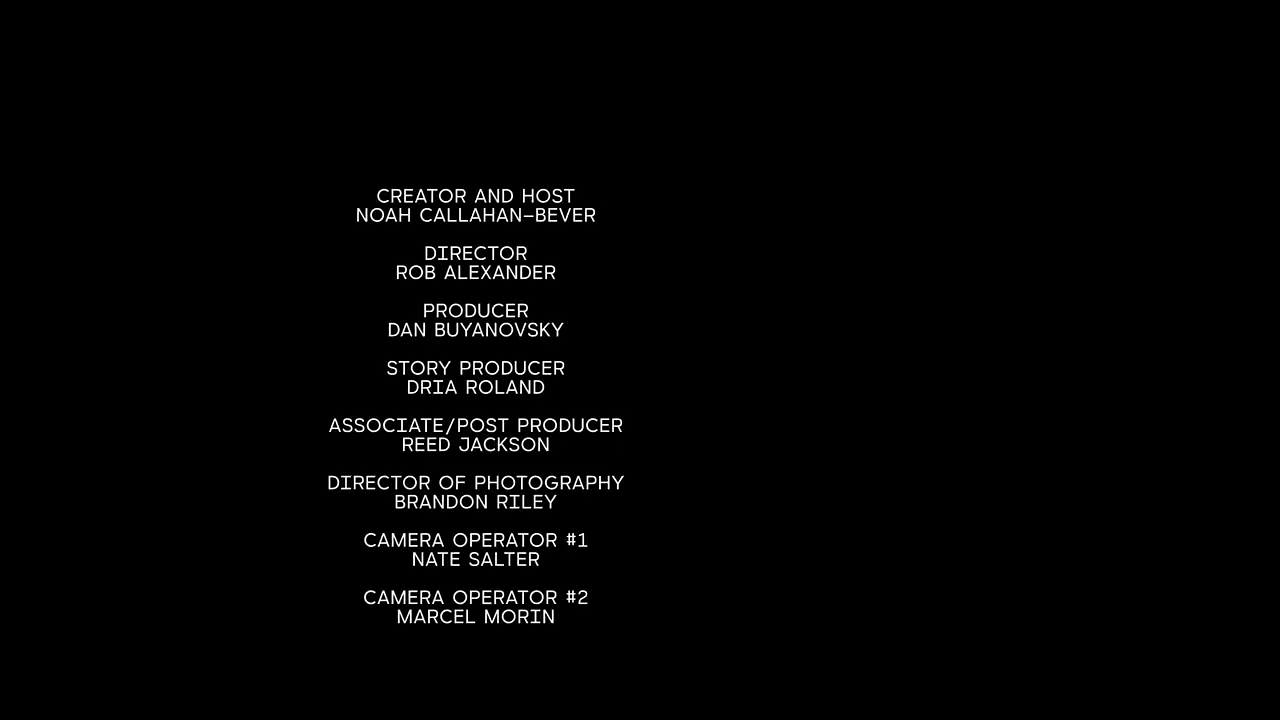 CREATOR AND HOST
NOAH CALLAHAN–BEVER
DIRECTOR
ROB ALEXANDER
PRODUCER
DAN BUYANOVSKY
STORY PRODUCER
DRIA ROLAND
ASSOCIATE/POST PRODUCER
REED JACKSON
DIRECTOR OF PHOTOGRAPHY
BRANDON RILEY
CAMERA OPERATOR #1
NATE SALTER
CAMERA OPERATOR #2
MARCEL MORIN